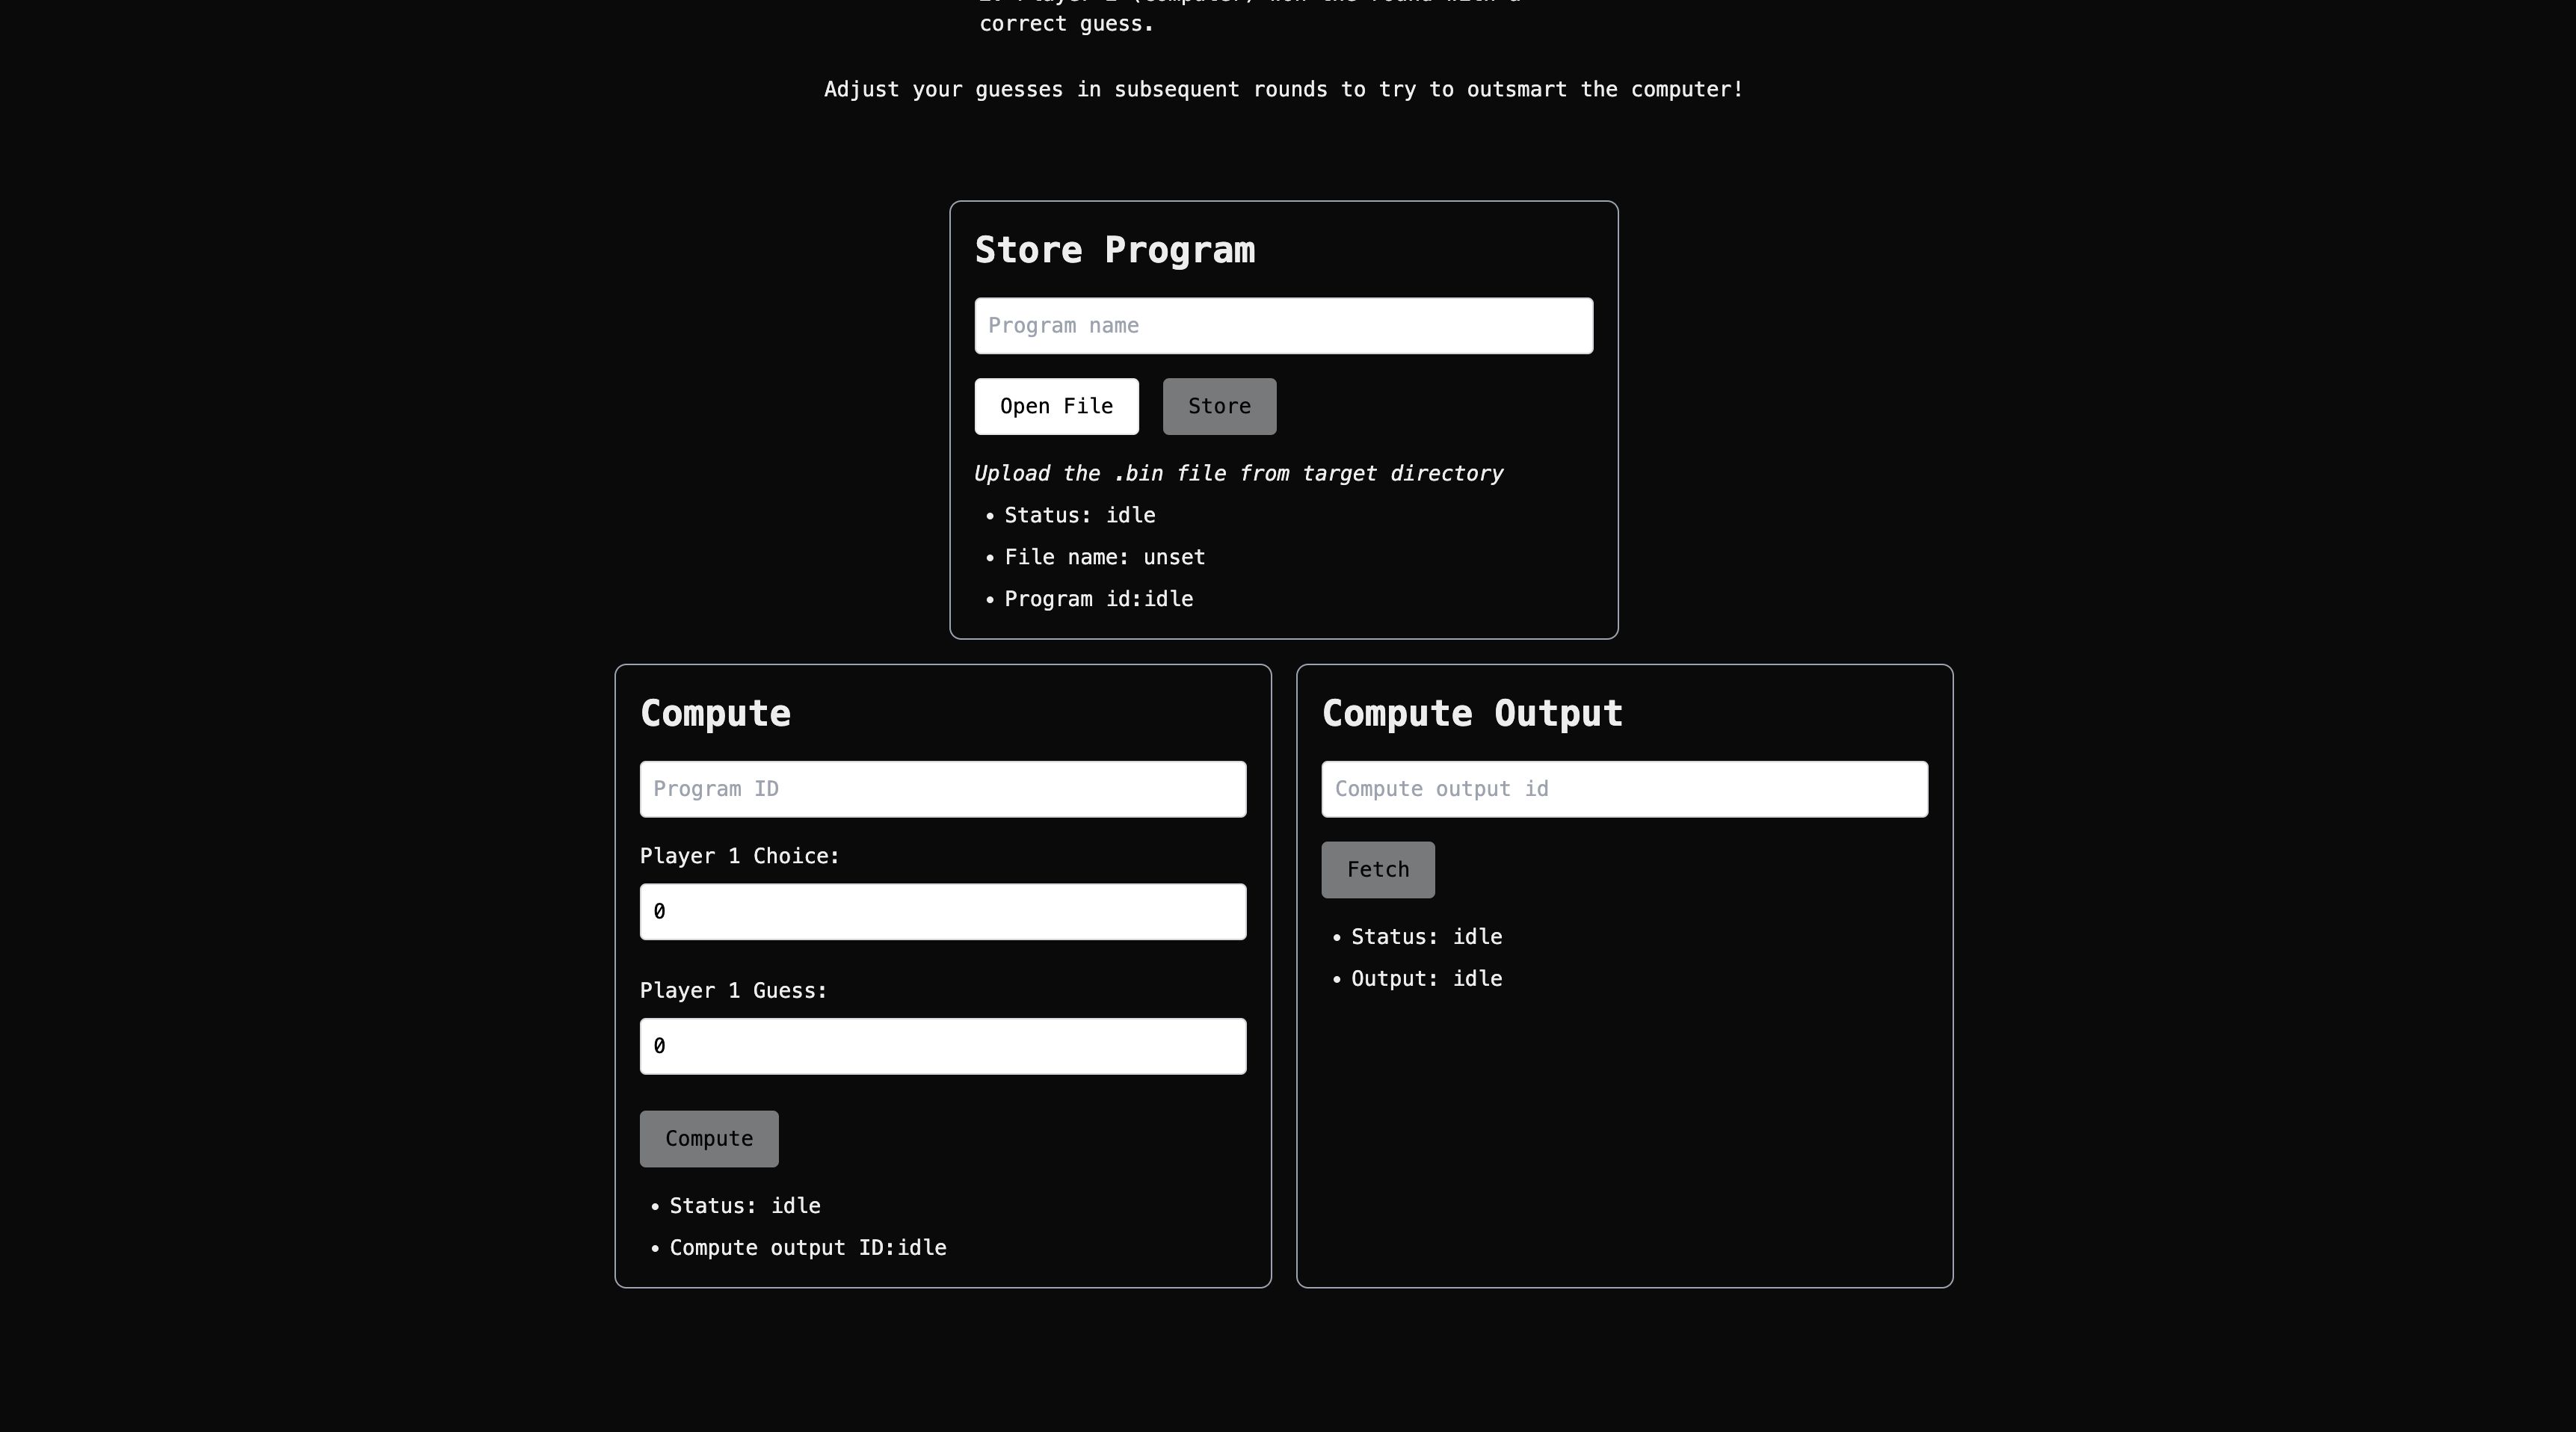 correct guess.
Adjust your guesses in subsequent rounds to try to outsmart the computer!
Store Program
Program name
Open File
Store
Upload the .bin file from target directory
• Status: idle
• File name: unset
• Program id:idle
Compute
Program ID
Player 1 Choice:
0
Player 1 Guess:
0
Compute
• Status: idle
• Compute output ID:idle
Compute Output
Compute output id
Fetch
• Status: idle
• Output: idle